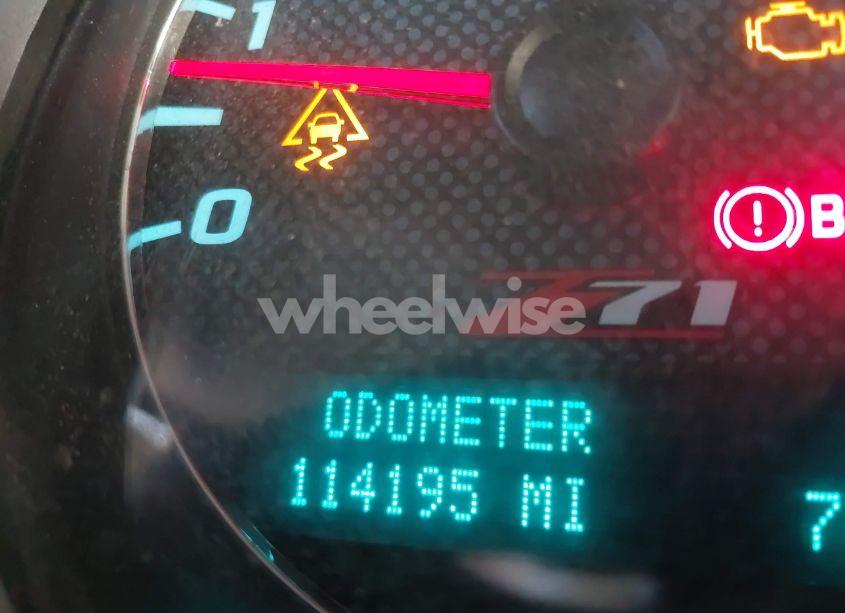 1
0
B
wheelwise
Z71
ODOMETER
114195 MI
7